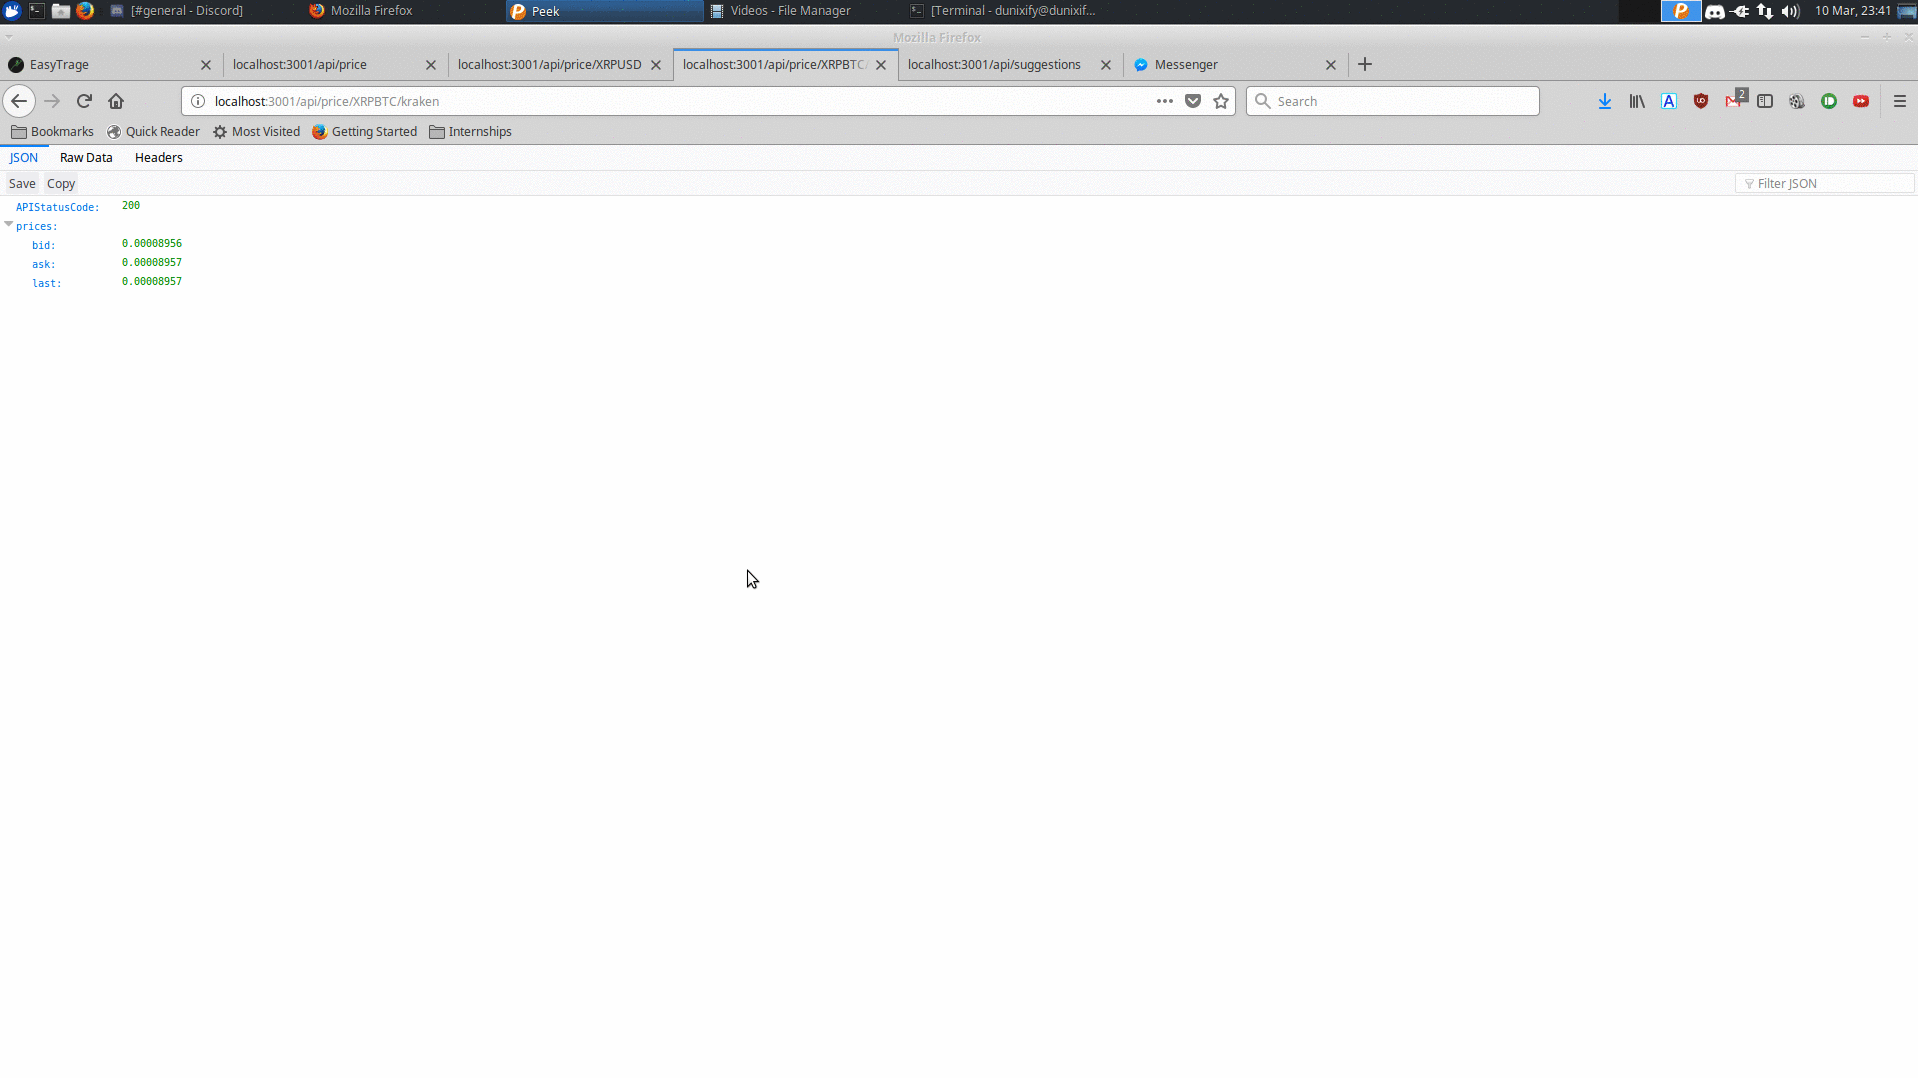 [#general - Discord] Mozilla Firefox Peek Videos - File Manager [Terminal - dunixify@dunixif... 10 Mar, 23:41
Mozilla Firefox
EasyTrage localhost:3001/api/price localhost:3001/api/price/XRPUSD localhost:3001/api/price/XRPBTC/ localhost:3001/api/suggestions Messenger
localhost:3001/api/price/XRPBTC/kraken Search 2
Bookmarks Quick Reader Most Visited Getting Started Internships
JSON Raw Data Headers
Save Copy Filter JSON
APIStatusCode: 200
prices:
bid: 0.00008956
ask: 0.00008957
last: 0.00008957